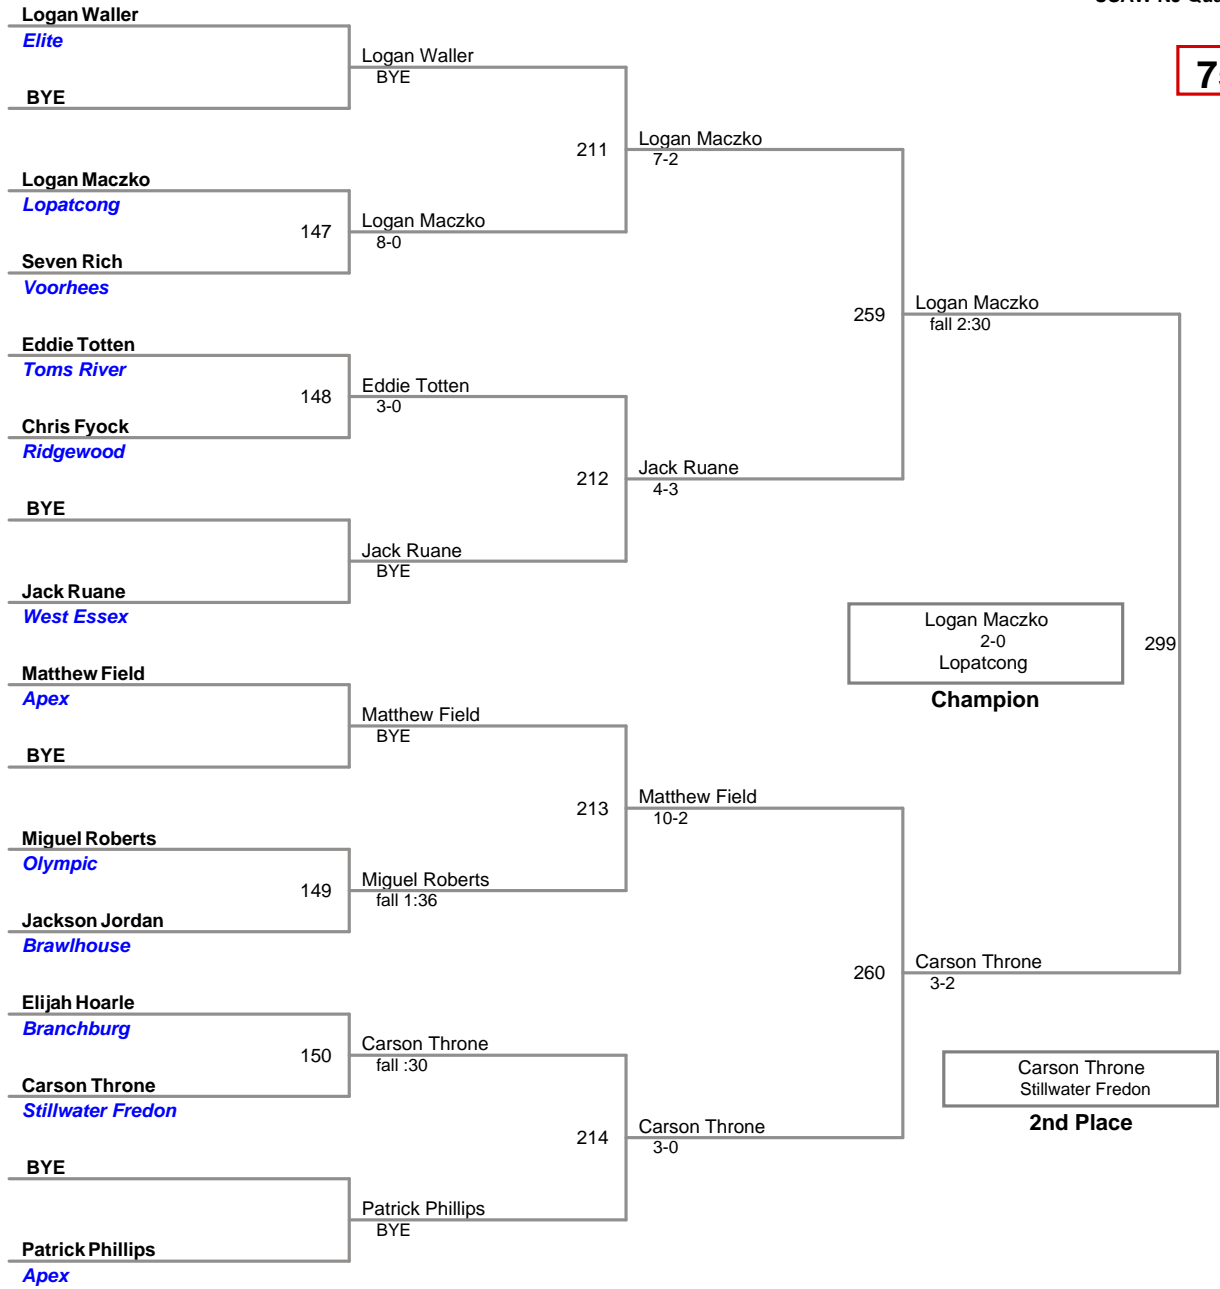 Logan Waller
Elite
BYE
Logan Waller
BYE
211
Logan Maczko
7-2
Logan Maczko
Lopatcong
147
Logan Maczko
8-0
Seven Rich
Voorhees
259
Logan Maczko
fall 2:30
Eddie Totten
Toms River
148
Eddie Totten
3-0
Chris Fyock
Ridgewood
212
Jack Ruane
4-3
BYE
Jack Ruane
BYE
Jack Ruane
West Essex
Logan Maczko
2-0
Lopatcong
299
Champion
Matthew Field
Apex
Matthew Field
BYE
BYE
213
Matthew Field
10-2
Miguel Roberts
Olympic
149
Miguel Roberts
fall 1:36
Jackson Jordan
Brawlhouse
260
Carson Throne
3-2
Elijah Hoarle
Branchburg
150
Carson Throne
fall :30
Carson Throne
Stillwater Fredon
Carson Throne
Stillwater Fredon
2nd Place
214
Carson Throne
3-0
BYE
Patrick Phillips
BYE
Patrick Phillips
Apex